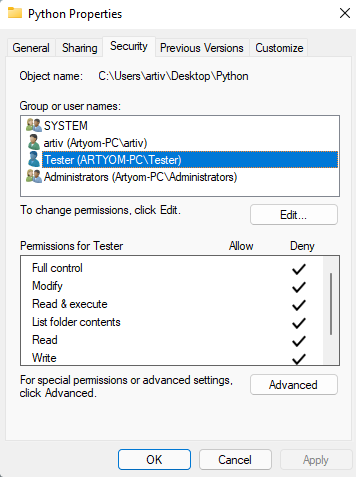 Python Properties
General Sharing Security Previous Versions Customize
Object name: C:\Users\artiv\Desktop\Python
Group or user names:
SYSTEM
artiv (Artyom-PC\artiv)
Tester (ARTYOM-PC\Tester)
Administrators (Artyom-PC\Administrators)
To change permissions, click Edit.
Edit...
Permissions for Tester Allow Deny
Full control
Modify
Read & execute
List folder contents
Read
Write
For special permissions or advanced settings,
click Advanced.
Advanced
OK Cancel Apply